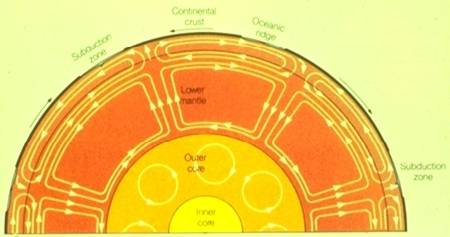 Continental
crust
Oceanic
ridge
Subduction
zone
Lower
mantle
Outer
core
Subduction
zone
Inner
core